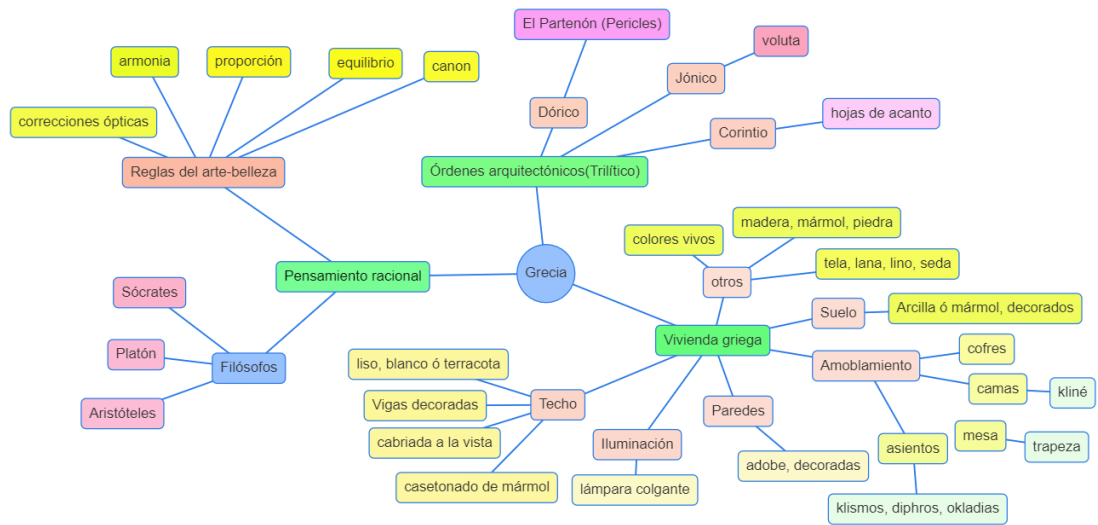 El Partenón (Pericles)
voluta
armonia
proporción
equilibrio
canon
Jónico
correcciones ópticas
Dórico
hojas de acanto
Corintio
Reglas del arte-belleza
Órdenes arquitectónicos(Trilítico)
madera, mármol, piedra
colores vivos
tela, lana, lino, seda
Pensamiento racional
Grecia
otros
Sócrates
Suelo
Arcilla ó mármol, decorados
Vivienda griega
cofres
Platón
Filósofos
liso, blanco ó terracota
Amoblamiento
camas
kliné
Aristóteles
Vigas decoradas
Techo
Paredes
mesa
trapeza
cabriada a la vista
Iluminación
asientos
adobe, decoradas
casetonado de mármol
lámpara colgante
klismos, diphros, okladias